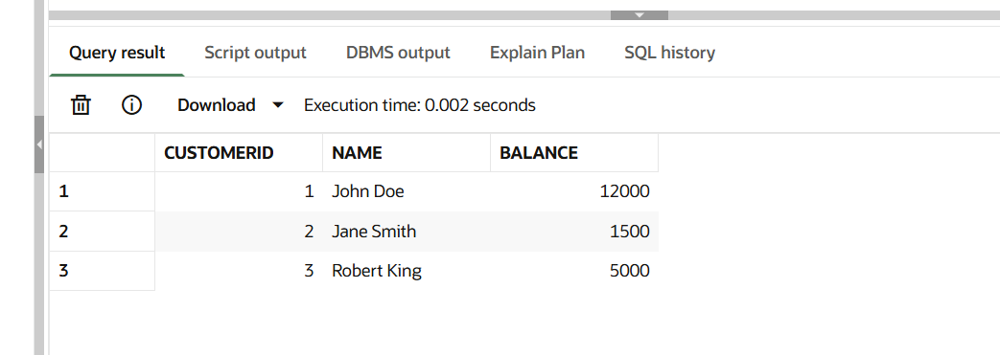 Query result Script output DBMS output Explain Plan SQL history
Download Execution time: 0.002 seconds
CUSTOMERID NAME BALANCE
1 1 John Doe 12000
2 2 Jane Smith 1500
3 3 Robert King 5000